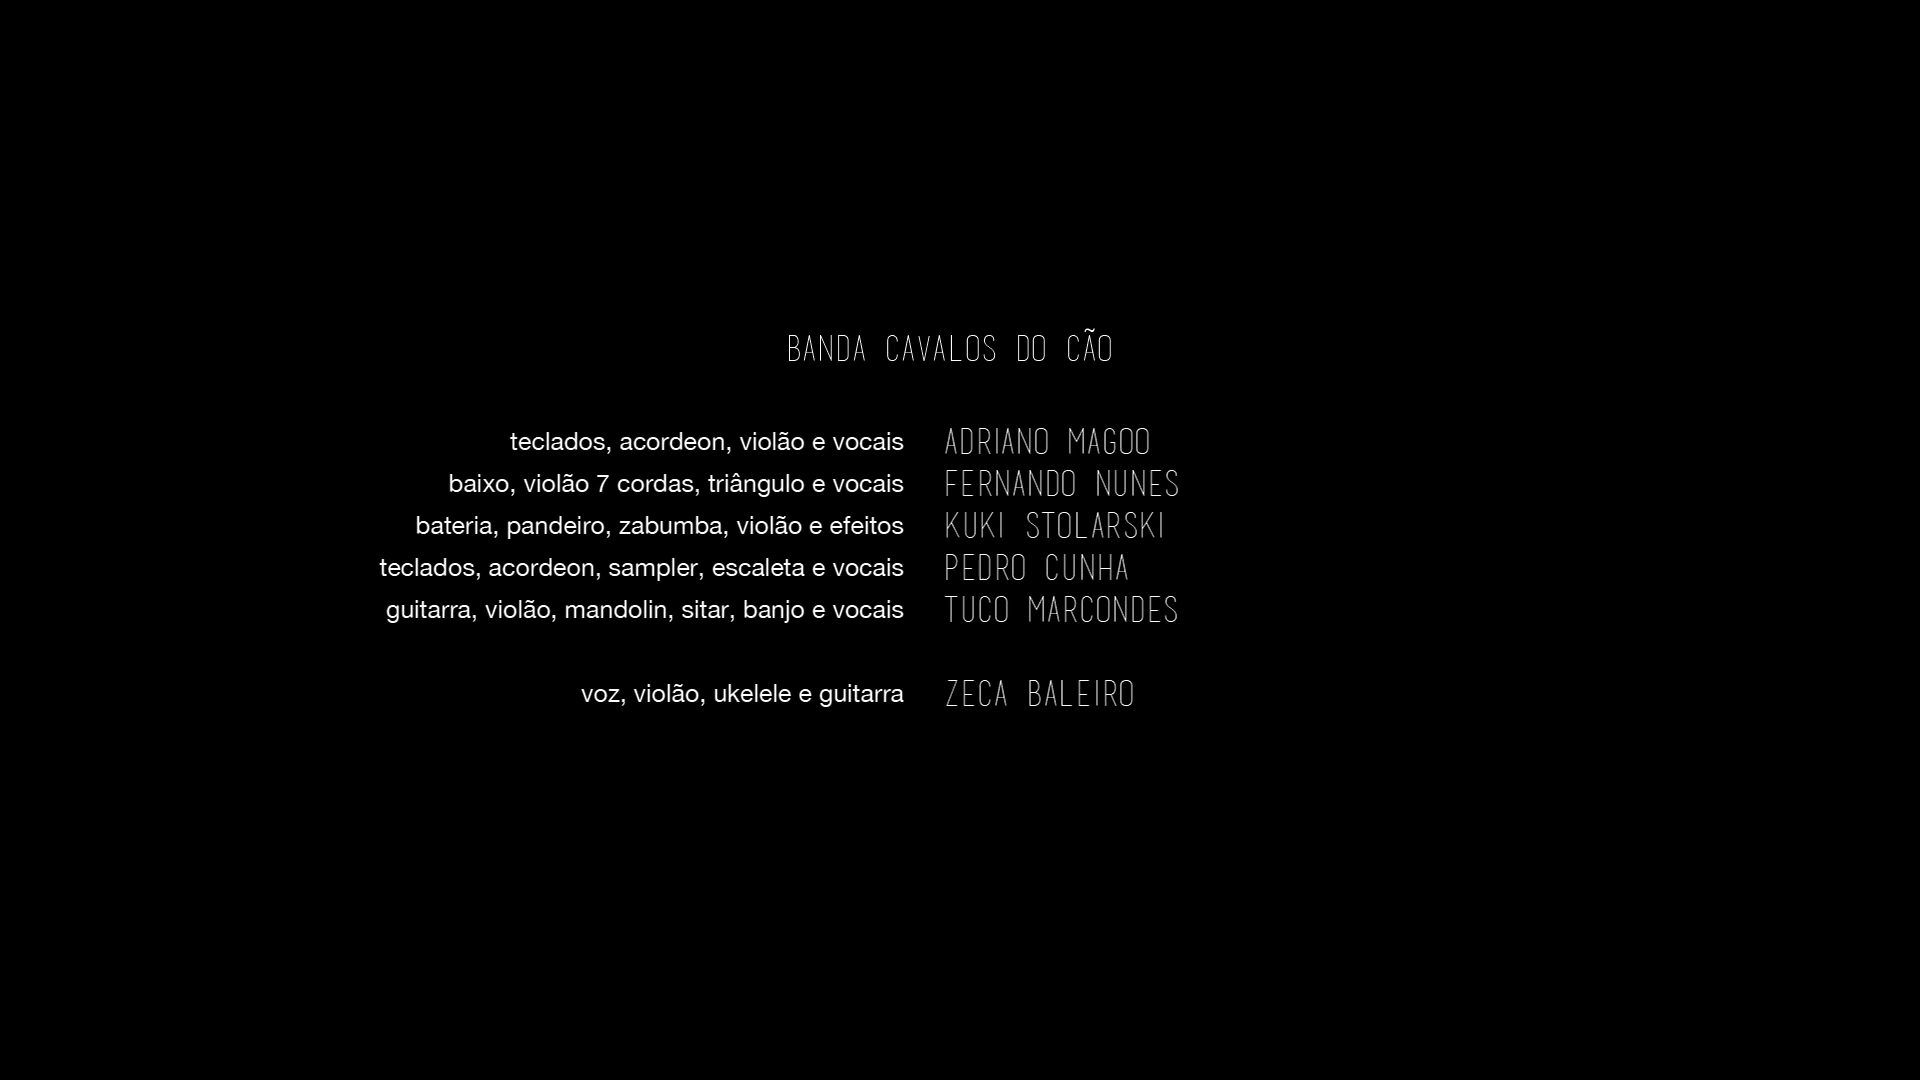 BANDA CAVALOS DO CÃO
teclados, acordeon, violão e vocais ADRIANO MAGOO
baixo, violão 7 cordas, triângulo e vocais FERNANDO NUNES
bateria, pandeiro, zabumba, violão e efeitos KUKI STOLARSKI
teclados, acordeon, sampler, escaleta e vocais PEDRO CUNHA
guitarra, violão, mandolin, sitar, banjo e vocais TUCO MARCONDES
voz, violão, ukelele e guitarra ZECA BALEIRO